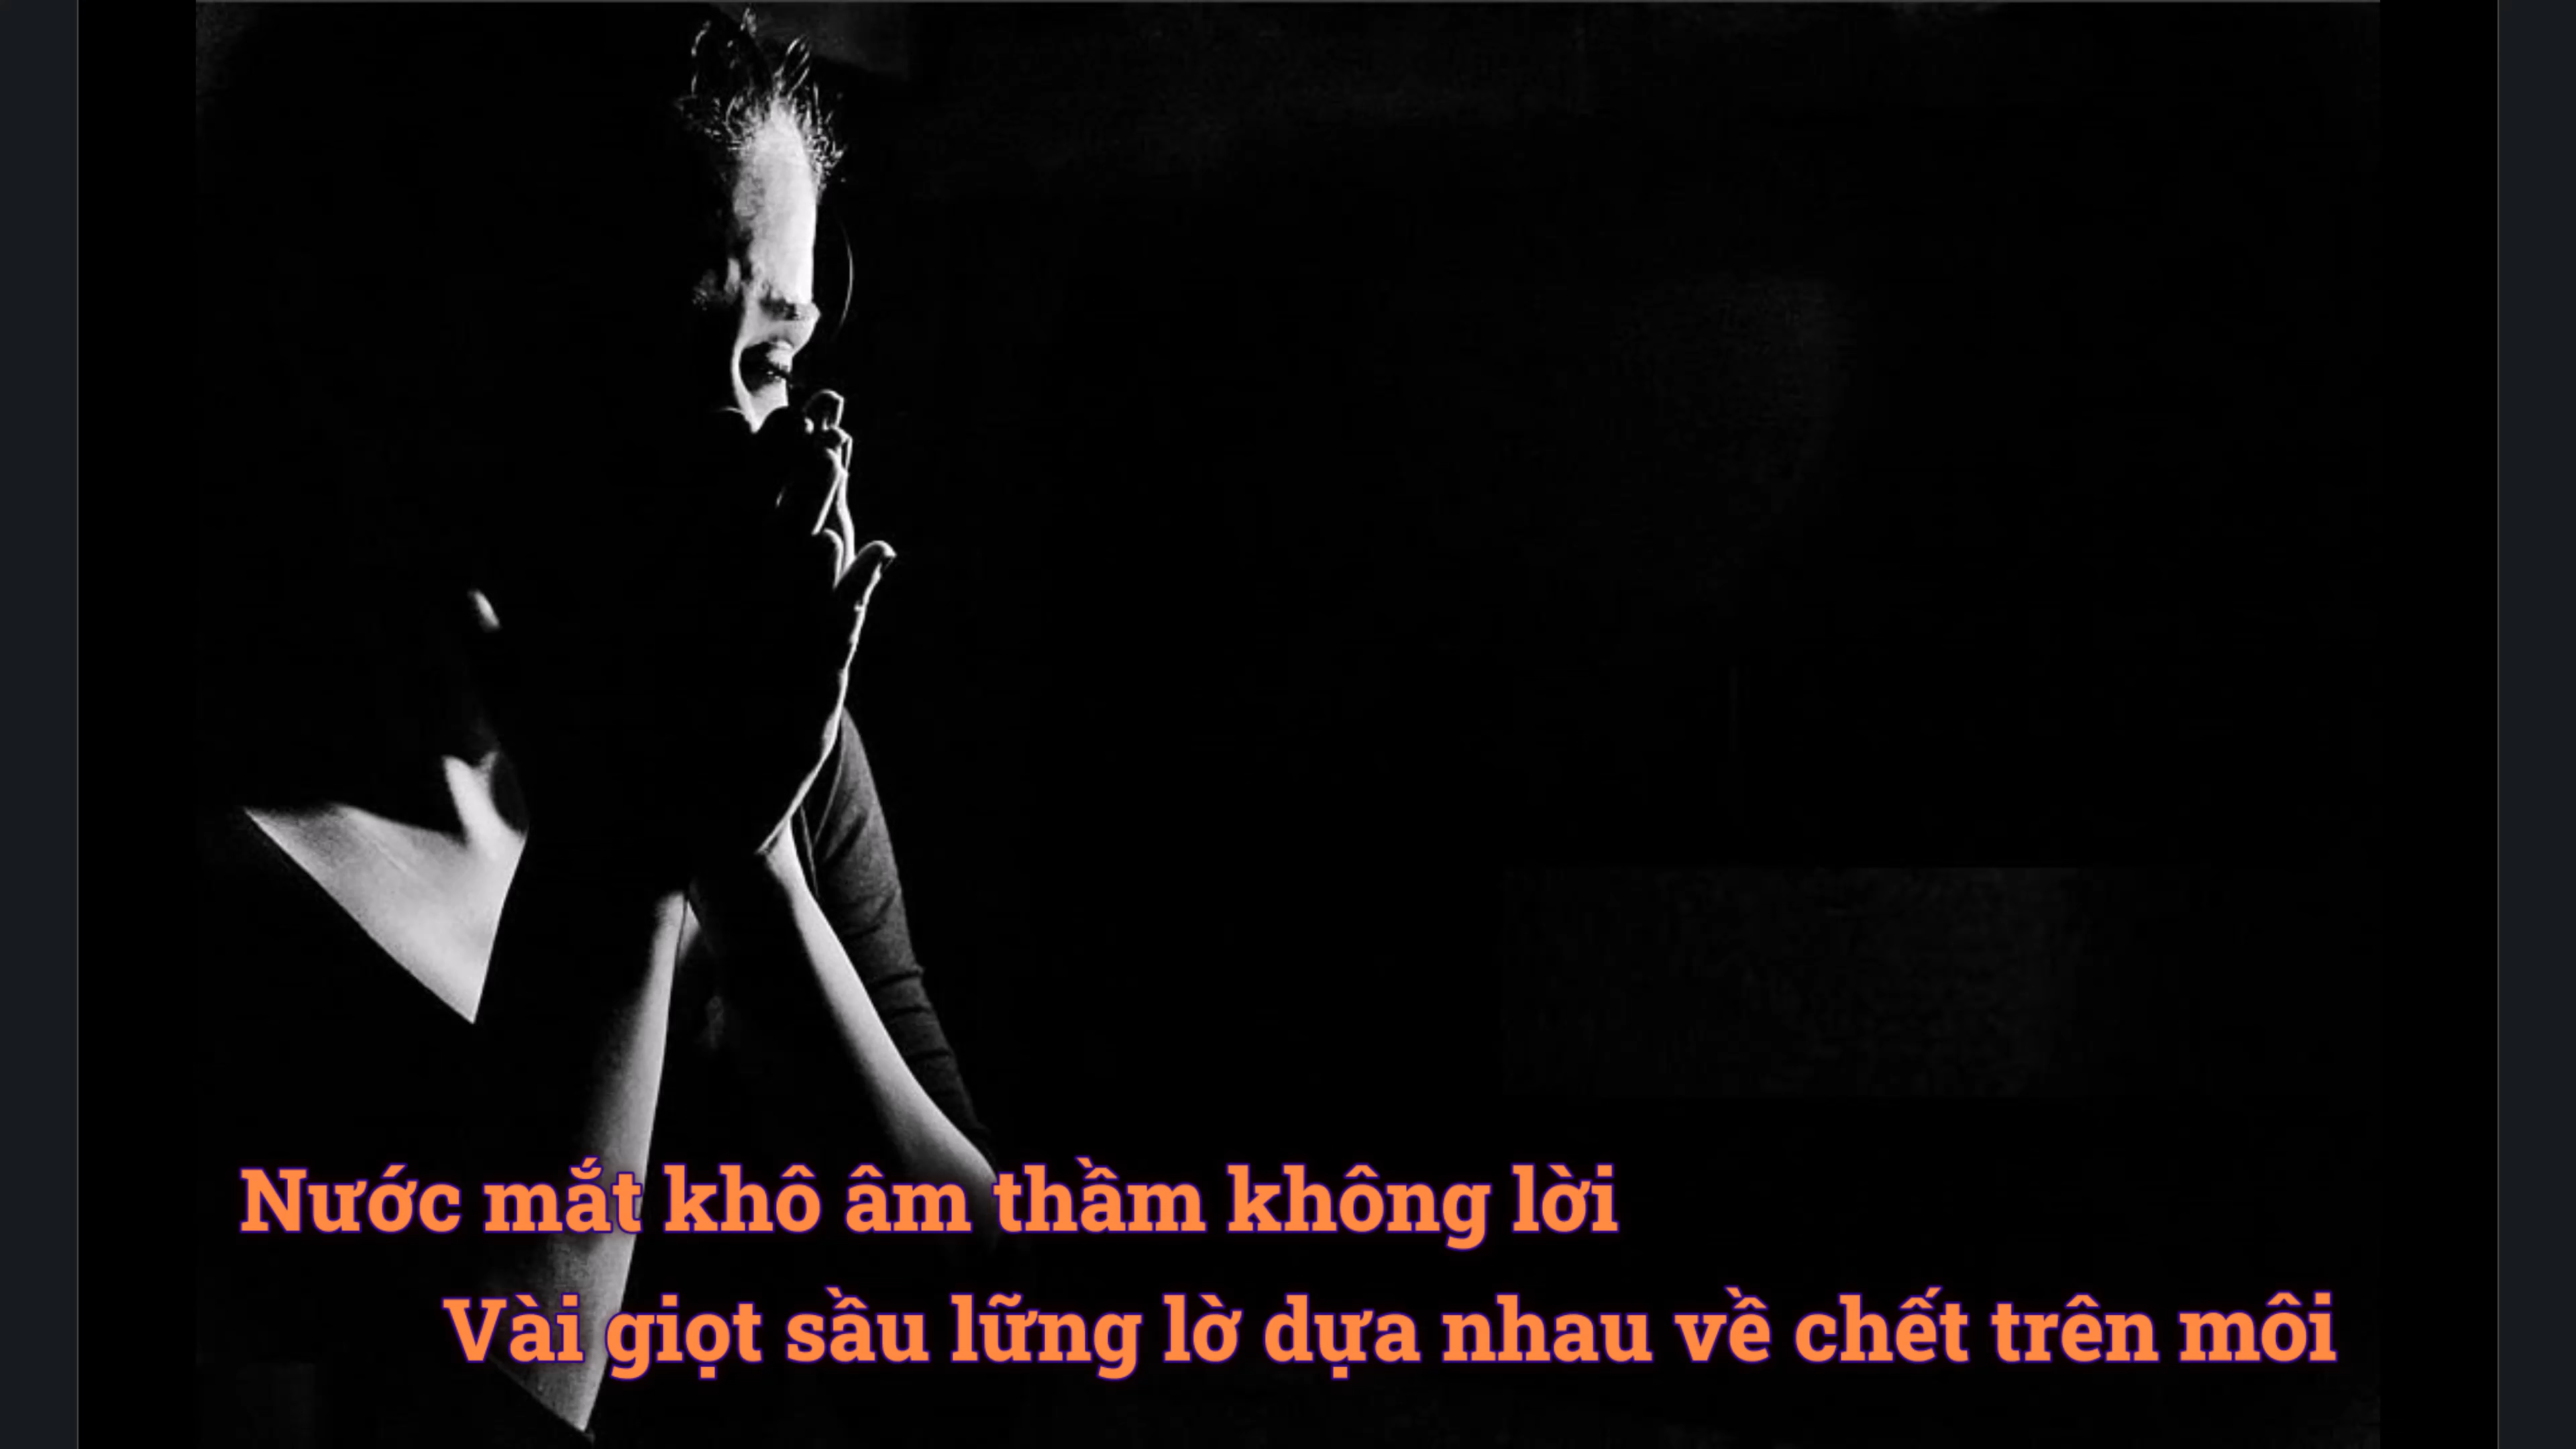 Nước mắt khô âm thầm không lời
Vài giọt sầu lững lờ dựa nhau về chết trên môi